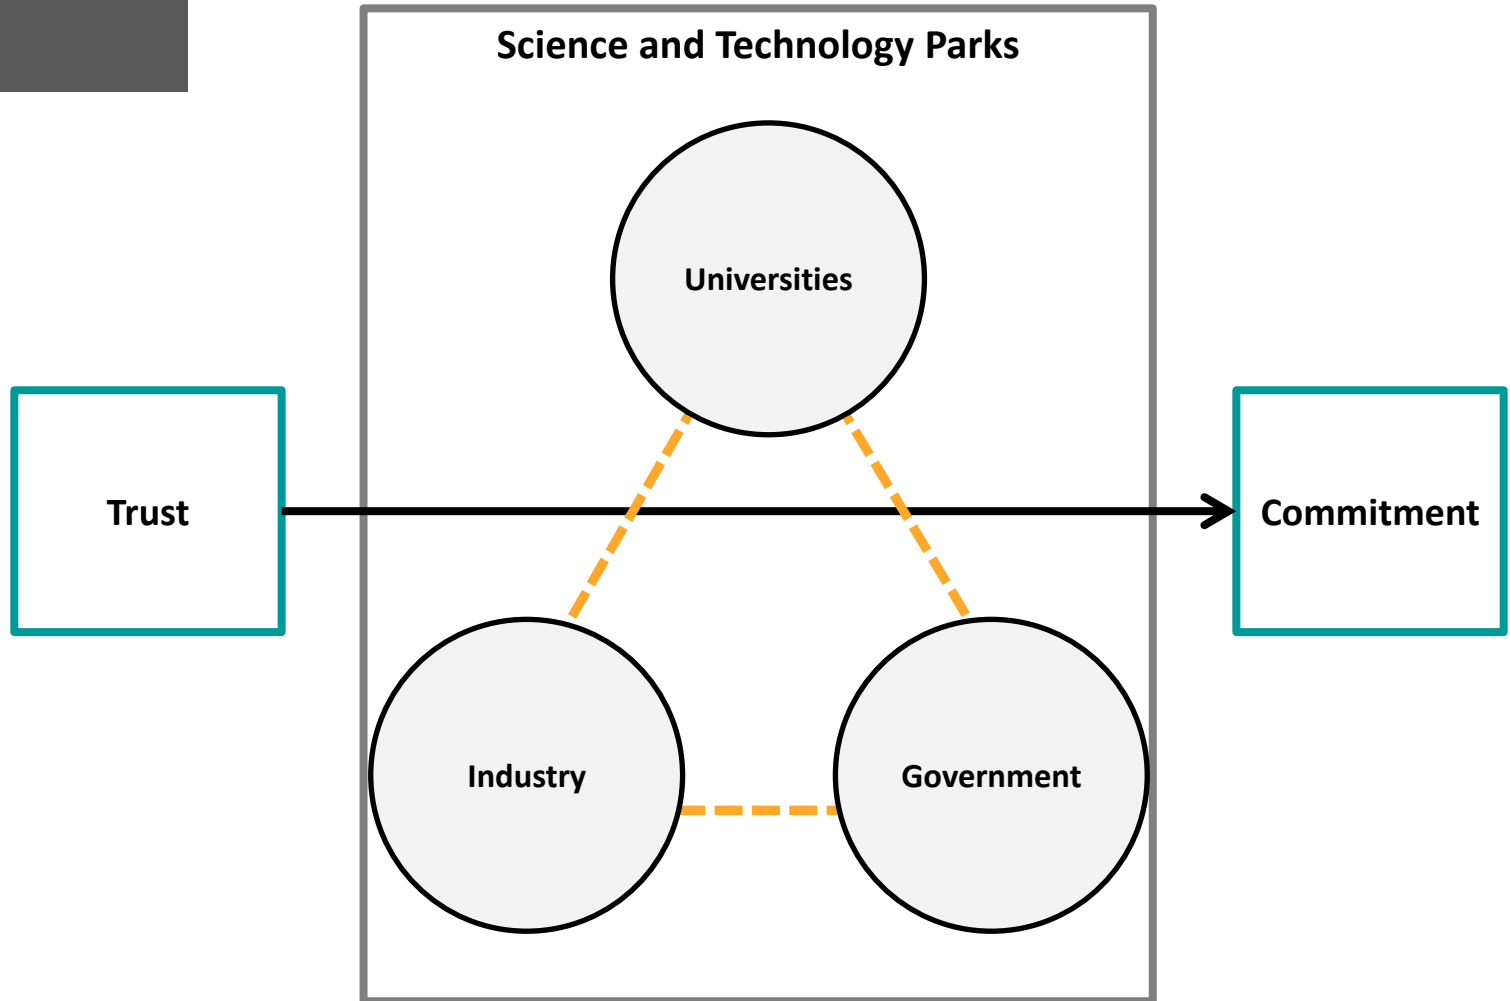 Science and Technology Parks
Universities
Trust
Commitment
Industry
Government